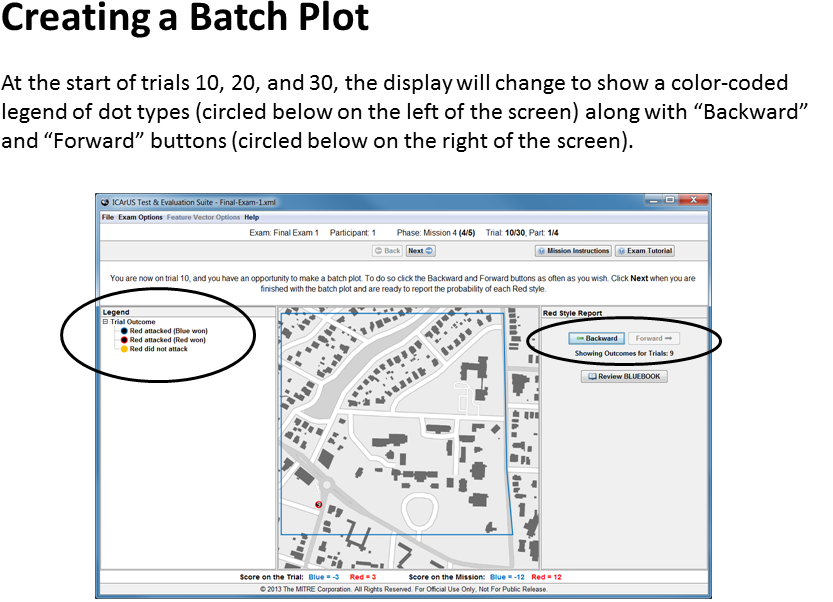 Creating a Batch Plot
At the start of trials 10, 20, and 30, the display will change to show a color-coded
legend of dot types (circled below on the left of the screen) along with “Backward”
and “Forward” buttons (circled below on the right of the screen).
ICArUS Test & Evaluation Suite - Final-Exam-1.xml
File Exam Options Feature Vector Options Help
Exam: Final Exam 1 Participant: 1 Phase: Mission 4 (4/5) Trial: 10/30, Part: 1/4
Back Next Mission Instructions Exam Tutorial
You are now on trial 10, and you have an opportunity to make a batch plot. To do so click the Backward and Forward buttons as often as you wish. Click Next when you are
finished with the batch plot and are ready to report the probability of each Red style.
Legend
Trial Outcome
Red attacked (Blue won)
Red attacked (Red won)
Red did not attack
Red Style Report
Backward Forward
Showing Outcomes for Trials: 9
Review BLUEBOOK
9
Score on the Trial: Blue = -3 Red = 3 Score on the Mission: Blue = -12 Red = 12
© 2013 The MITRE Corporation. All Rights Reserved. For Official Use Only, Not For Public Release.